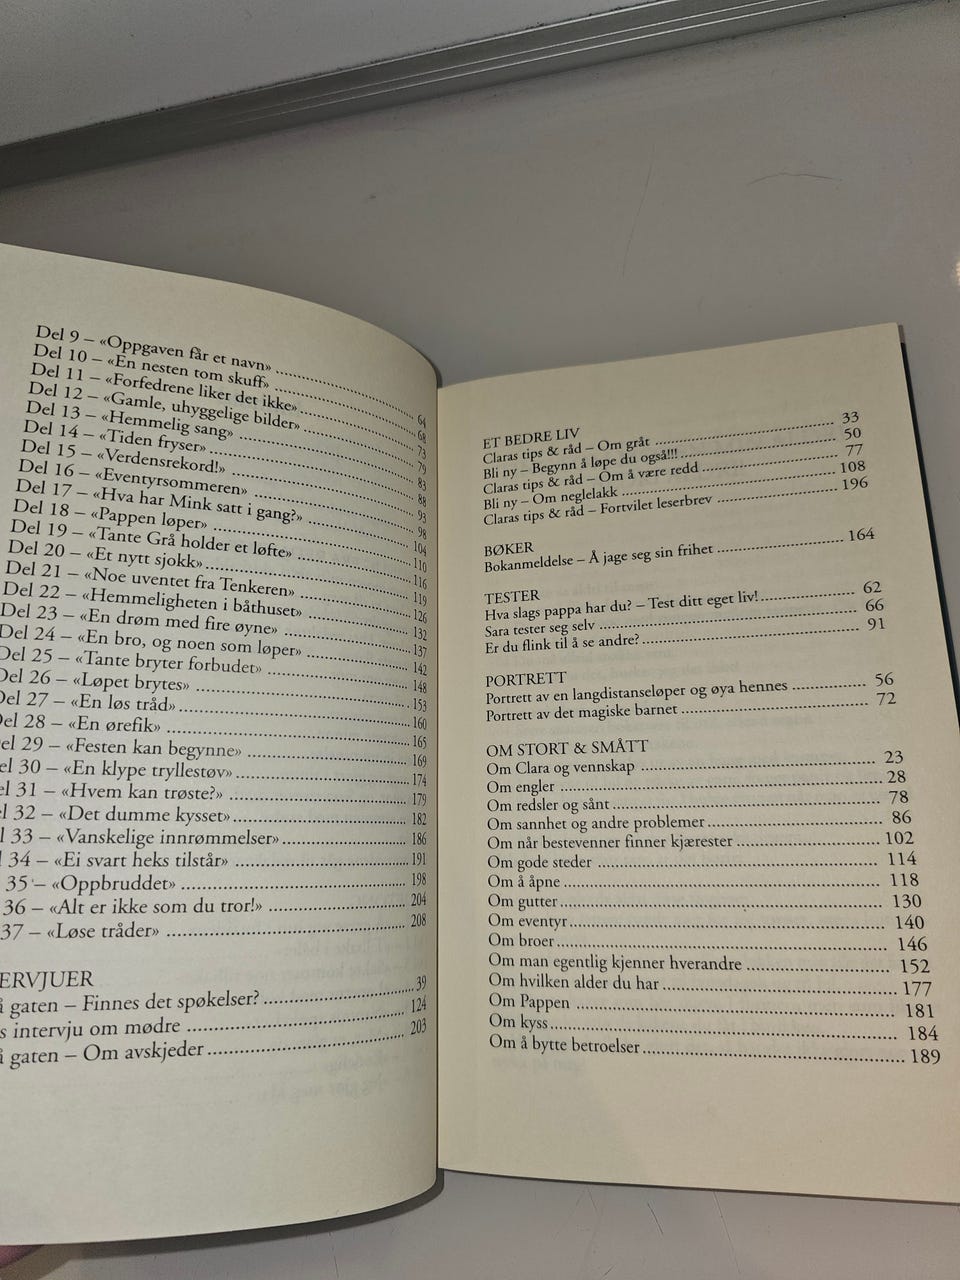 Del 9 – «Oppgaven får et navn» 64
Del 10 – «En nesten tom skuff» 68
Del 11 – «Forfedrene liker det ikke» 73
Del 12 – «Gamle, uhyggelige bilder» 79
Del 13 – «Hemmelig sang» 83
Del 14 – «Tiden fryser» 88
Del 15 – «Verdensrekord!» 93
Del 16 – «Eventyrsommeren» 98
Del 17 – «Hva har Mink satt i gang?» 104
Del 18 – «Pappen løper» 110
Del 19 – «Tante Grå holder et løfte» 116
Del 20 – «Et nytt sjokk» 119
Del 21 – «Noe uventet fra Tenkeren» 126
Del 22 – «Hemmeligheten i båthuset» 132
Del 23 – «En drøm med fire øyne» 137
Del 24 – «En bro, og noen som løper» 142
Del 25 – «Tante bryter forbudet» 148
Del 26 – «Løpet brytes» 153
Del 27 – «En løs tråd» 160
el 28 – «En ørefik» 165
el 29 – «Festen kan begynne» 169
el 30 – «En klype tryllestøv» 174
el 31 – «Hvem kan trøste?» 179
el 32 – «Det dumme kysset» 182
l 33 – «Vanskelige innrømmelser» 186
l 34 – «Ei svart heks tilstår» 191
35 – «Oppbruddet» 198
36 – «Alt er ikke som du tror!» 204
37 – «Løse tråder» 208
ERVJUER
å gaten – Finnes det spøkelser? 39
s intervju om mødre 124
å gaten – Om avskjeder 203
ET BEDRE LIV
Claras tips & råd – Om gråt 33
Bli ny – Begynn å løpe du også!!! 50
Claras tips & råd – Om å være redd 77
Bli ny – Om neglelakk 108
Claras tips & råd – Fortvilet leserbrev 196
BØKER
Bokanmeldelse – Å jage seg sin frihet 164
TESTER
Hva slags pappa har du? – Test ditt eget liv! 62
Sara tester seg selv 66
Er du flink til å se andre? 91
PORTRETT
Portrett av en langdistanseløper og øya hennes 56
Portrett av det magiske barnet 72
OM STORT & SMÅTT
Om Clara og vennskap 23
Om engler 28
Om redsler og sånt 78
Om sannhet og andre problemer 86
Om når bestevenner finner kjærester 102
Om gode steder 114
Om å åpne 118
Om gutter 130
Om eventyr 140
Om broer 146
Om man egentlig kjenner hverandre 152
Om hvilken alder du har 177
Om Pappen 181
Om kyss 184
Om å bytte betroelser 189